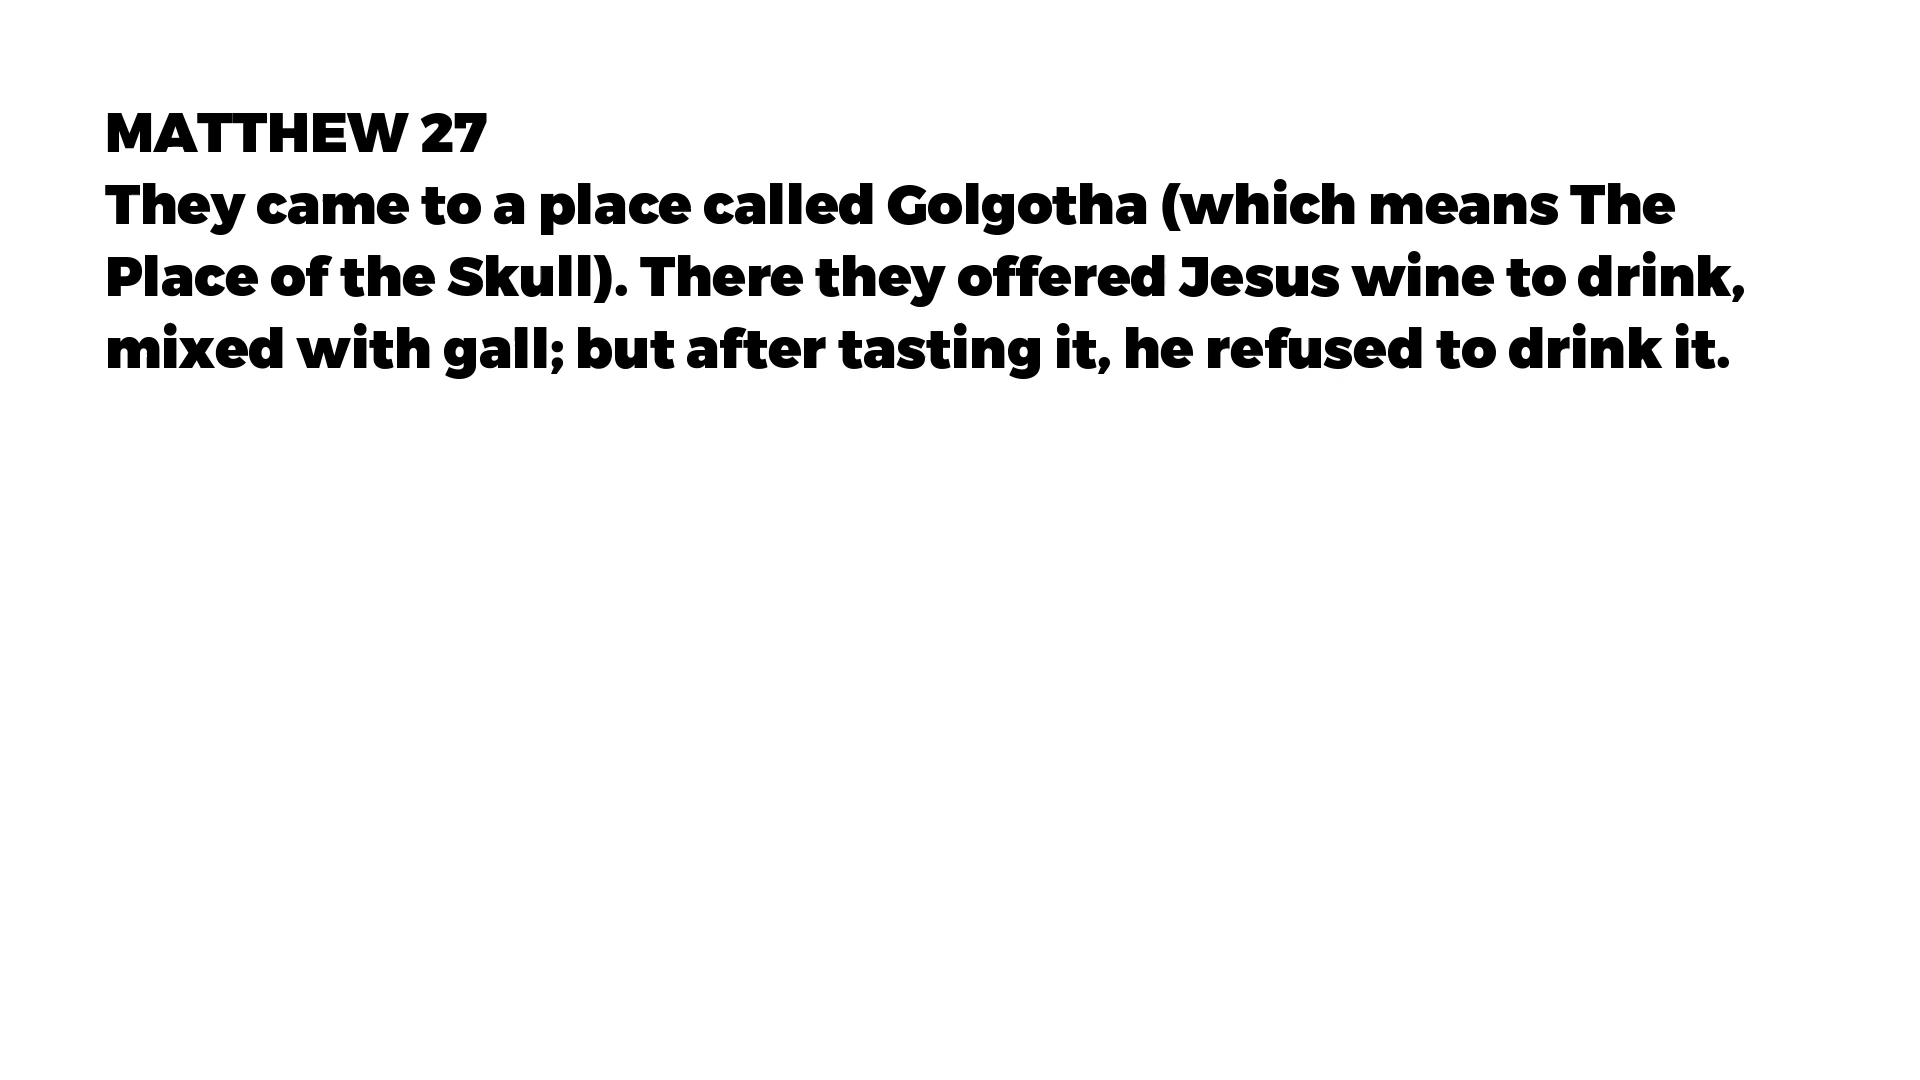 MATTHEW 27
They came to a place called Golgotha (which means The
Place of the Skull). There they offered Jesus wine to drink,
mixed with gall; but after tasting it, he refused to drink it.